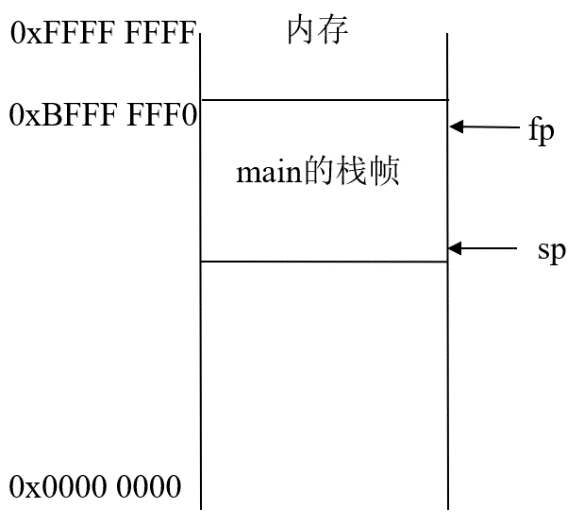 0xFFFF FFFF
内存
0xBFFF FFF0
fp
main的栈帧
sp
0x0000 0000